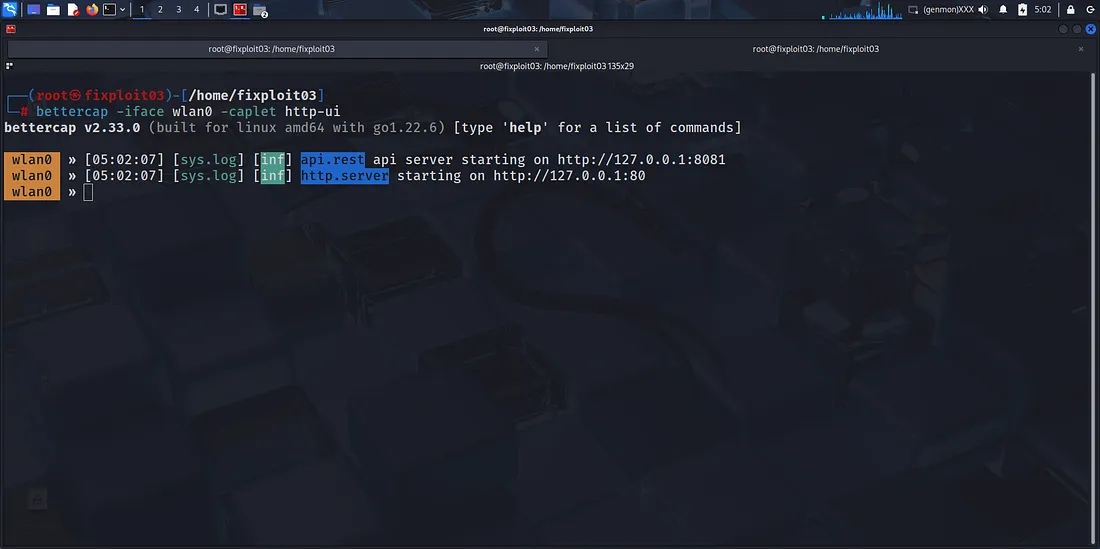 1 2 3 4 (genmon)XXX 5:02
root@fixploit03: /home/fixploit03
root@fixploit03: /home/fixploit03 × root@fixploit03: /home/fixploit03 ×
root@fixploit03: /home/fixploit03 135x29
┌──(root㉿fixploit03)-[/home/fixploit03]
└─# bettercap -iface wlan0 -caplet http-ui
bettercap v2.33.0 (built for linux amd64 with go1.22.6) [type 'help' for a list of commands]
wlan0 » [05:02:07] [sys.log] [inf] api.rest api server starting on http://127.0.0.1:8081
wlan0 » [05:02:07] [sys.log] [inf] http.server starting on http://127.0.0.1:80
wlan0 »